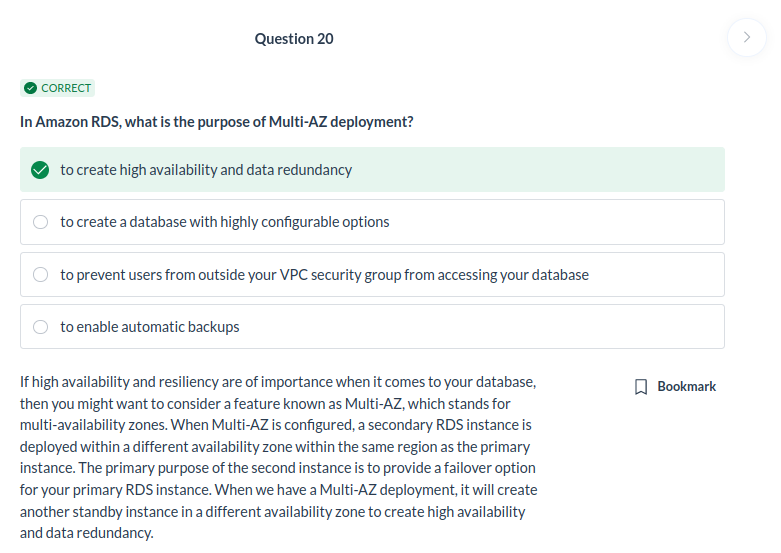 Question 20
CORRECT
In Amazon RDS, what is the purpose of Multi-AZ deployment?
to create high availability and data redundancy
to create a database with highly configurable options
to prevent users from outside your VPC security group from accessing your database
to enable automatic backups
If high availability and resiliency are of importance when it comes to your database,
then you might want to consider a feature known as Multi-AZ, which stands for
multi-availability zones. When Multi-AZ is configured, a secondary RDS instance is
deployed within a different availability zone within the same region as the primary
instance. The primary purpose of the second instance is to provide a failover option
for your primary RDS instance. When we have a Multi-AZ deployment, it will create
another standby instance in a different availability zone to create high availability
and data redundancy.
Bookmark